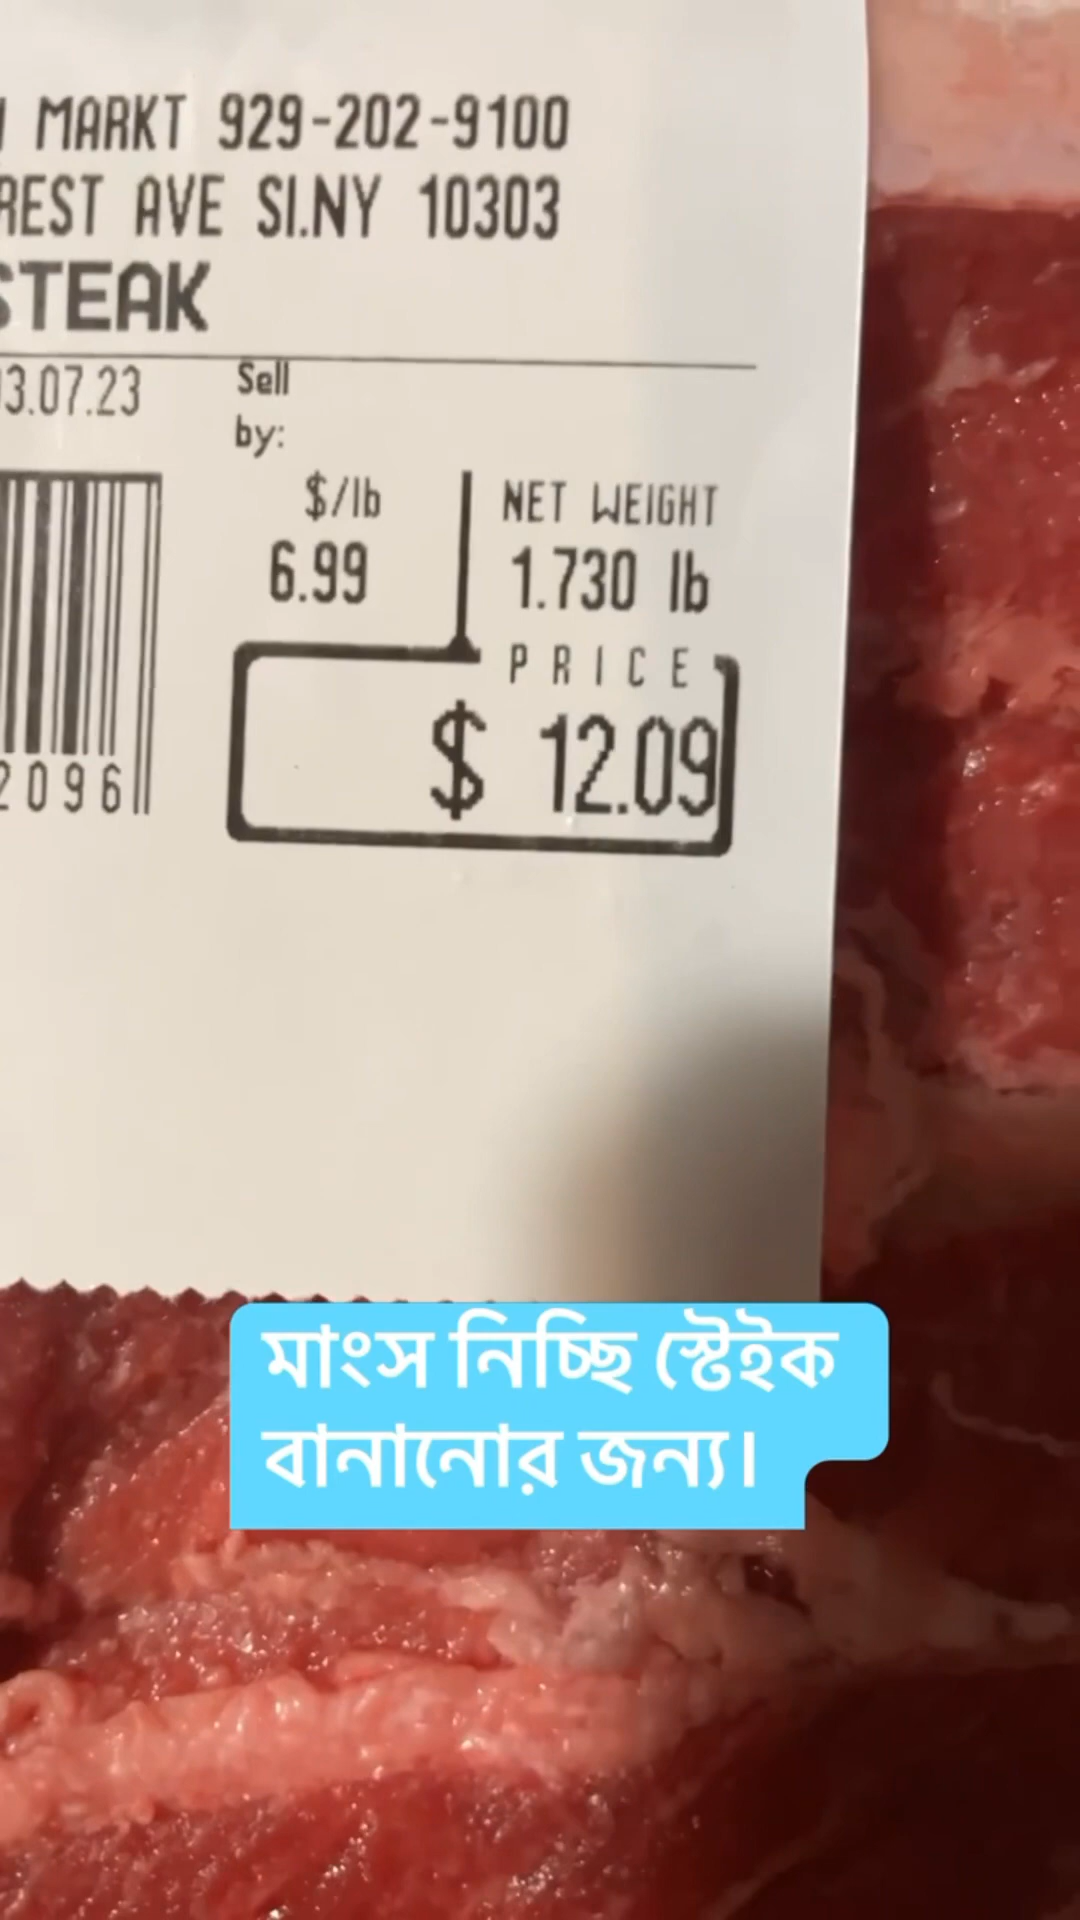 MARKT 929-202-9100
AVE SI.NY 10303
STEAK
3.07.23 Sell
by:
$/lb NET WEIGHT
6.99 1.730 lb
PRICE
$ 12.09
2096
মাংস নিচ্ছি স্টেইক
বানানোর জন্য।